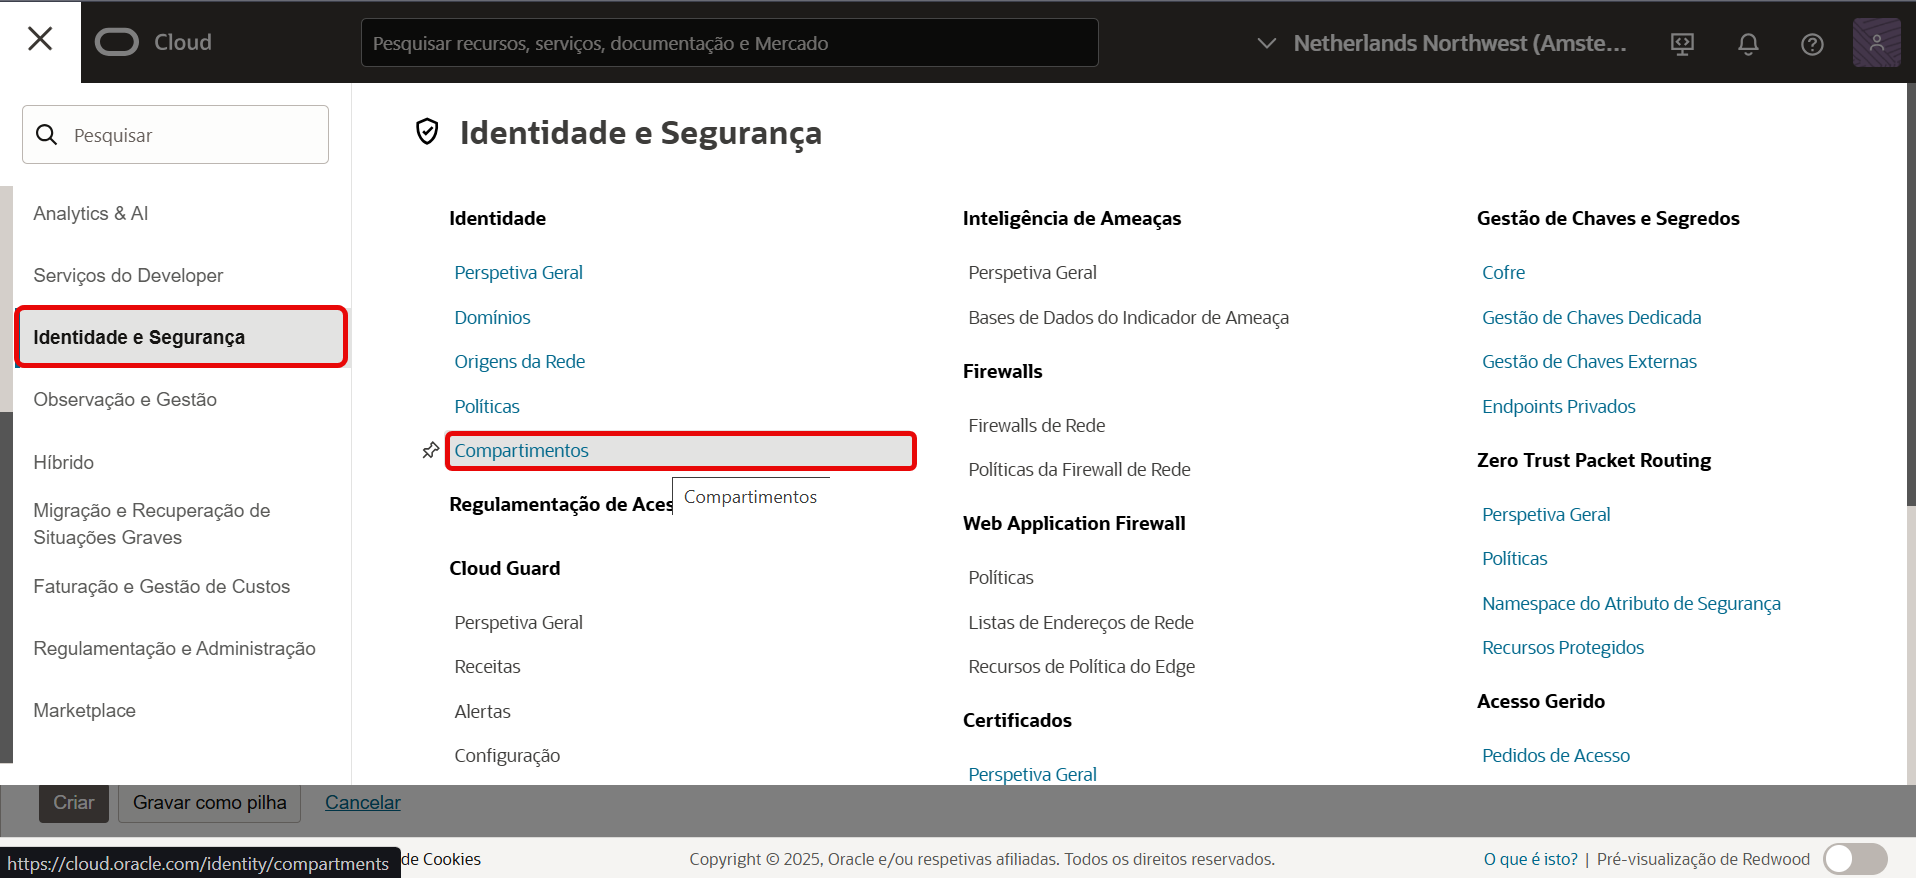 Cloud
Pesquisar recursos, serviços, documentação e Mercado
Netherlands Northwest (Amste...
Pesquisar
Analytics & AI
Serviços do Developer
Identidade e Segurança
Observação e Gestão
Híbrido
Migração e Recuperação de
Situações Graves
Faturação e Gestão de Custos
Regulamentação e Administração
Marketplace
Identidade e Segurança
Identidade
Perspetiva Geral
Domínios
Origens da Rede
Políticas
Compartimentos
Compartimentos
Regulamentação de Aces
Cloud Guard
Perspetiva Geral
Receitas
Alertas
Configuração
Inteligência de Ameaças
Perspetiva Geral
Bases de Dados do Indicador de Ameaça
Firewalls
Firewalls de Rede
Políticas da Firewall de Rede
Web Application Firewall
Políticas
Listas de Endereços de Rede
Recursos de Política do Edge
Certificados
Perspetiva Geral
Gestão de Chaves e Segredos
Cofre
Gestão de Chaves Dedicada
Gestão de Chaves Externas
Endpoints Privados
Zero Trust Packet Routing
Perspetiva Geral
Políticas
Namespace do Atributo de Segurança
Recursos Protegidos
Acesso Gerido
Pedidos de Acesso
Criar
Gravar como pilha
Cancelar
https://cloud.oracle.com/identity/compartments
de Cookies
Copyright © 2025, Oracle e/ou respetivas afiliadas. Todos os direitos reservados.
O que é isto? | Pré-visualização de Redwood